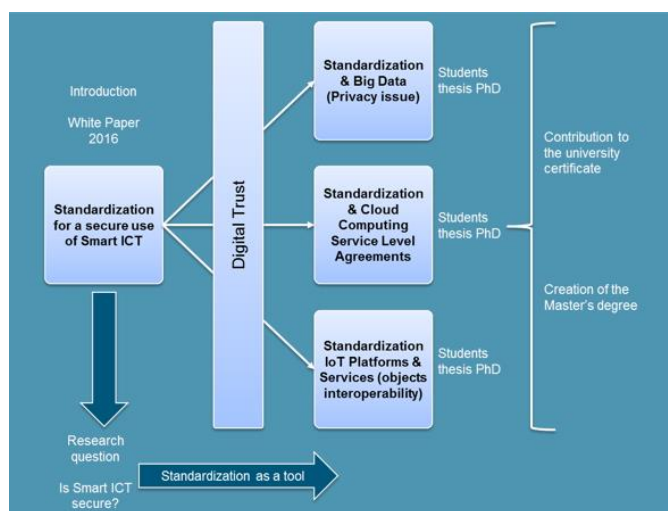 Introduction
White Paper
2016
Standardization
for a secure use
of Smart ICT
Research
question
Is Smart ICT
secure?
Standardization as a tool
Digital Trust
Standardization
& Big Data
(Privacy issue)
Students
thesis PhD
Standardization
& Cloud
Computing
Service Level
Agreements
Students
thesis PhD
Standardization
IoT Platforms &
Services (objects
interoperability)
Students
thesis PhD
Contribution to
the university
certificate
Creation of the
Master's degree